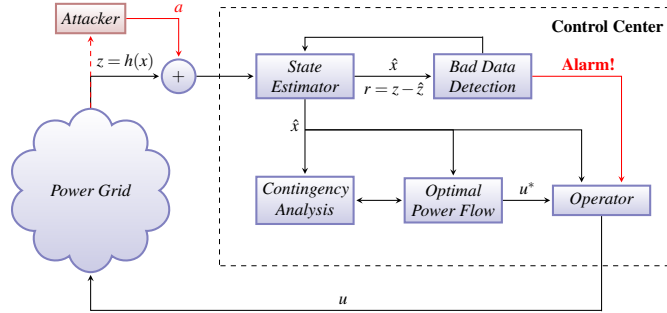 Attacker
a
Control Center
z = h(x)
+
State
Estimator
x̂
r = z − ẑ
Bad Data
Detection
Alarm!
x̂
Power Grid
Contingency
Analysis
Optimal
Power Flow
u*
Operator
u